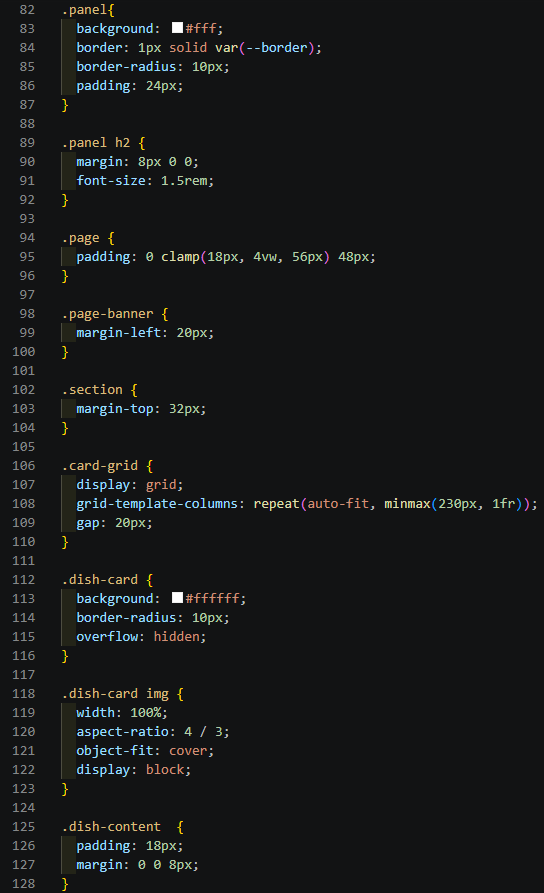 82 .panel{
83 background: #fff;
84 border: 1px solid var(--border);
85 border-radius: 10px;
86 padding: 24px;
87 }
88
89 .panel h2 {
90 margin: 8px 0 0;
91 font-size: 1.5rem;
92 }
93
94 .page {
95 padding: 0 clamp(18px, 4vw, 56px) 48px;
96 }
97
98 .page-banner {
99 margin-left: 20px;
100 }
101
102 .section {
103 margin-top: 32px;
104 }
105
106 .card-grid {
107 display: grid;
108 grid-template-columns: repeat(auto-fit, minmax(230px, 1fr));
109 gap: 20px;
110 }
111
112 .dish-card {
113 background: #ffffff;
114 border-radius: 10px;
115 overflow: hidden;
116 }
117
118 .dish-card img {
119 width: 100%;
120 aspect-ratio: 4 / 3;
121 object-fit: cover;
122 display: block;
123 }
124
125 .dish-content  {
126 padding: 18px;
127 margin: 0 0 8px;
128 }